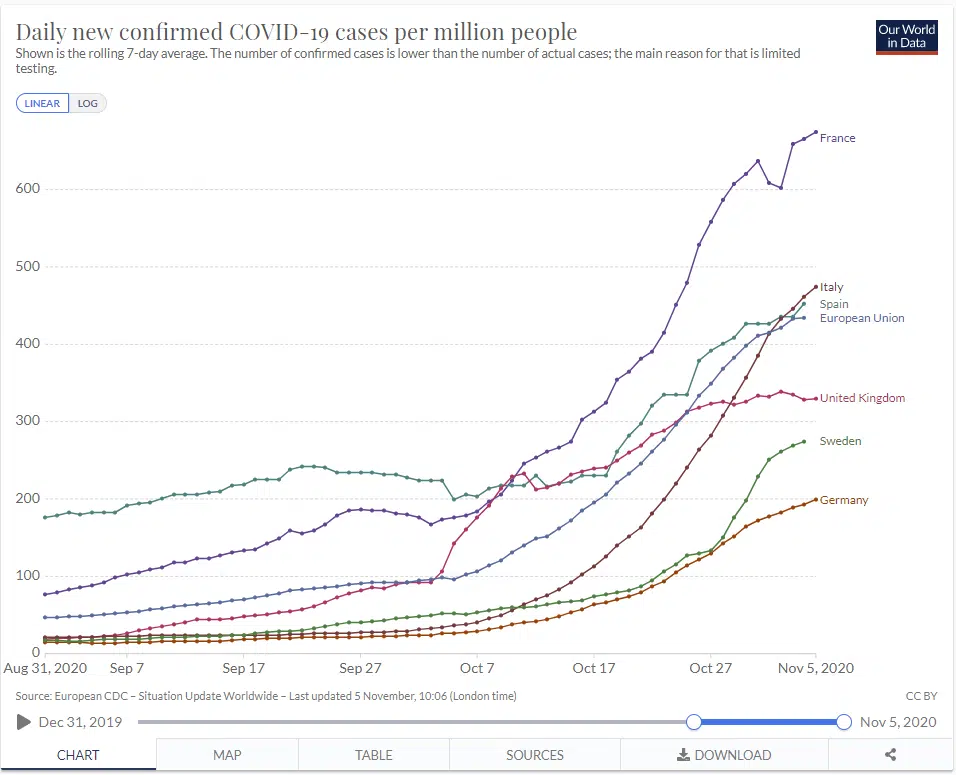 Daily new confirmed COVID-19 cases per million people
Shown is the rolling 7-day average. The number of confirmed cases is lower than the number of actual cases; the main reason for that is limited
testing.
Our World
in Data
LINEAR
LOG
600
500
400
300
200
100
0
France
Italy
Spain
European Union
United Kingdom
Sweden
Germany
Aug 31, 2020
Sep 7
Sep 17
Sep 27
Oct 7
Oct 17
Oct 27
Nov 5, 2020
Source: European CDC – Situation Update Worldwide – Last updated 5 November, 10:06 (London time)
CC BY
Dec 31, 2019
Nov 5, 2020
CHART
MAP
TABLE
SOURCES
DOWNLOAD